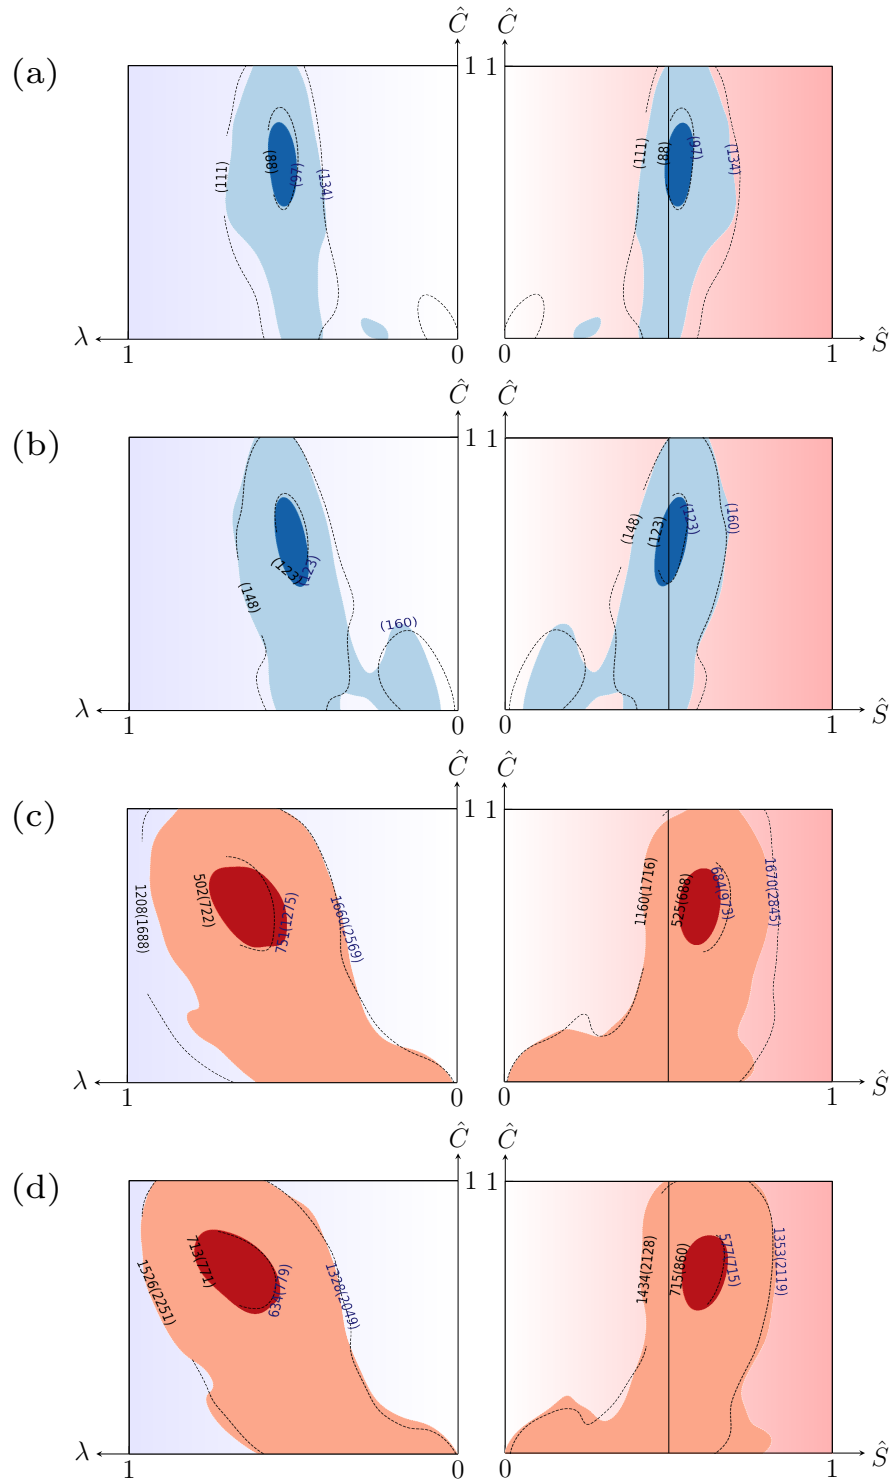 Ĉ Ĉ
(a) 1 1
(111) (88) (97) (134) (111) (88) (97) (134)
λ 1 0 0 1 Ŝ
Ĉ Ĉ
(b) 1 1
(148) (123) (123) (160) (148) (123) (123) (160)
λ 1 0 0 1 Ŝ
Ĉ Ĉ
(c) 1 1
1208(1688) 502(722) 751(1275) 1660(2569) 1160(1716) 525(688) 684(973) 1670(2845)
λ 1 0 0 1 Ŝ
Ĉ Ĉ
(d) 1 1
1526(2251) 713(771) 634(779) 1328(2049) 1434(2128) 715(860) 577(715) 1353(2119)
λ 1 0 0 1 Ŝ